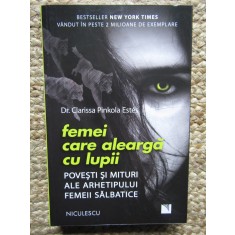 BESTSELLER NEW YORK TIMES
VÂNDUT ÎN PESTE 2 MILIOANE DE EXEMPLARE
Dr. Clarissa Pinkola Estés
femei
care aleargă
cu lupii
POVEȘTI ȘI MITURI
ALE ARHETIPULUI
FEMEII SĂLBATICE
NICULESCU